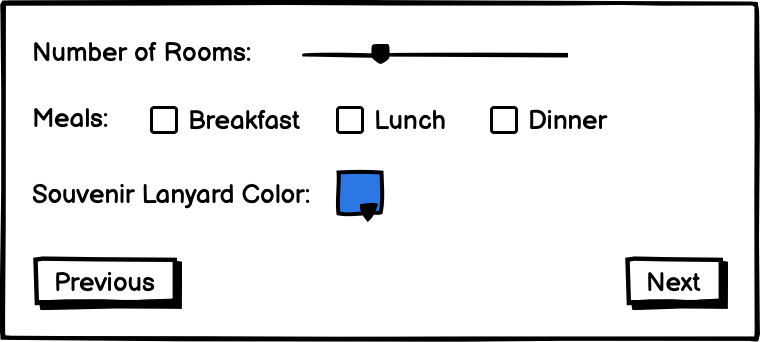 Number of Rooms:
Meals: Breakfast Lunch Dinner
Souvenir Lanyard Color:
Previous Next